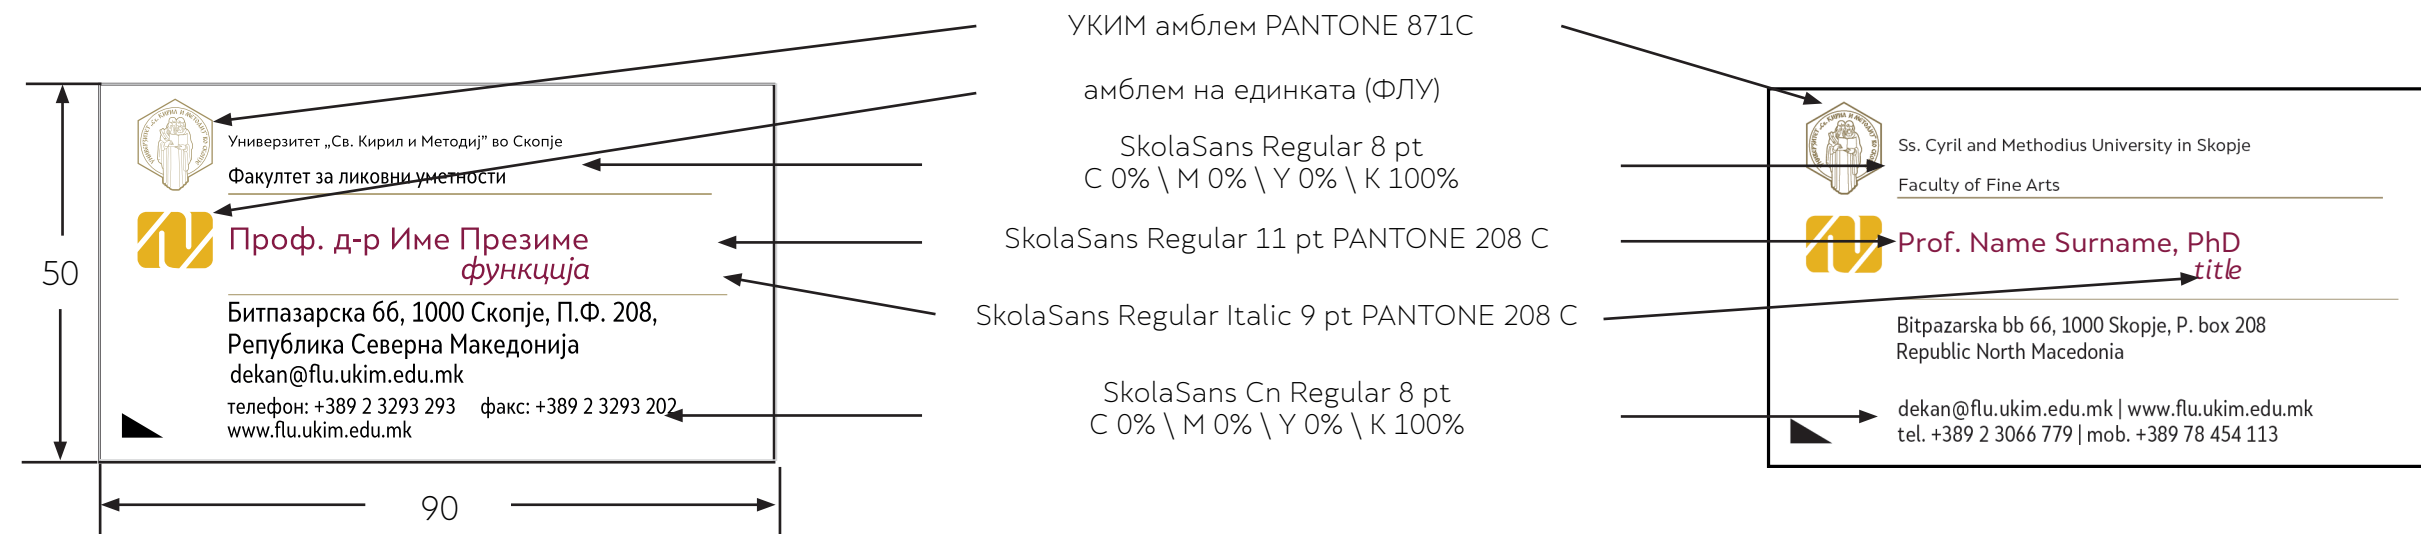 УКИМ амблем PANTONE 871C
амблем на единката (ФЛУ)
SkolaSans Regular 8 pt
C 0% \ M 0% \ Y 0% \ K 100%
SkolaSans Regular 11 pt PANTONE 208 C
SkolaSans Regular Italic 9 pt PANTONE 208 C
SkolaSans Cn Regular 8 pt
C 0% \ M 0% \ Y 0% \ K 100%
50
90
Универзитет „Св. Кирил и Методиј” во Скопје
Факултет за ликовни уметности
Проф. д-р Име Презиме
функција
Битпазарска 66, 1000 Скопје, П.Ф. 208,
Република Северна Македонија
dekan@flu.ukim.edu.mk
телефон: +389 2 3293 293 факс: +389 2 3293 202
www.flu.ukim.edu.mk
Ss. Cyril and Methodius University in Skopje
Faculty of Fine Arts
Prof. Name Surname, PhD
title
Bitpazarska bb 66, 1000 Skopje, P. box 208
Republic North Macedonia
dekan@flu.ukim.edu.mk | www.flu.ukim.edu.mk
tel. +389 2 3066 779 | mob. +389 78 454 113